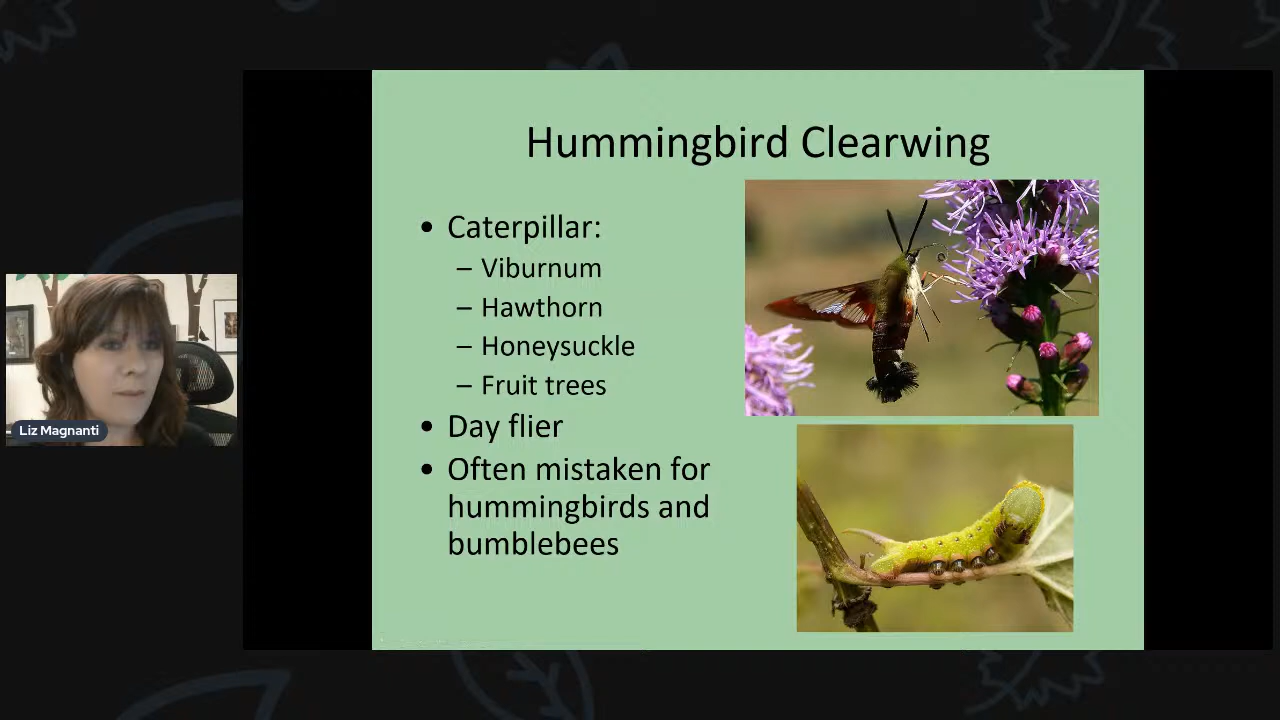 Hummingbird Clearwing
• Caterpillar:
– Viburnum
– Hawthorn
– Honeysuckle
– Fruit trees
• Day flier
• Often mistaken for
hummingbirds and
bumblebees
Liz Magnanti